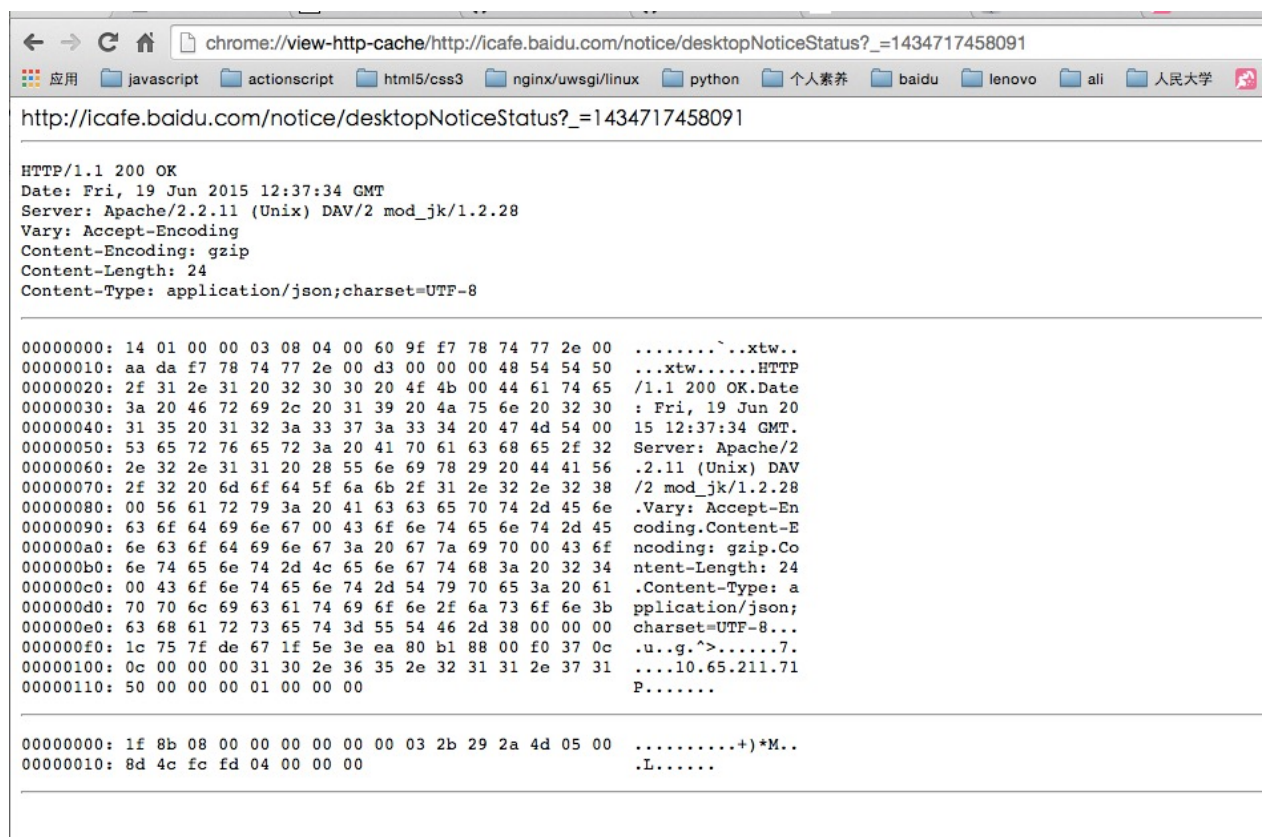 chrome://view-http-cache/http://icafe.baidu.com/notice/desktopNoticeStatus?_=1434717458091
应用 javascript actionscript html5/css3 nginx/uwsgi/linux python 个人素养 baidu lenovo ali 人民大学
http://icafe.baidu.com/notice/desktopNoticeStatus?_=1434717458091
HTTP/1.1 200 OK
Date: Fri, 19 Jun 2015 12:37:34 GMT
Server: Apache/2.2.11 (Unix) DAV/2 mod_jk/1.2.28
Vary: Accept-Encoding
Content-Encoding: gzip
Content-Length: 24
Content-Type: application/json;charset=UTF-8
00000000: 14 01 00 00 03 08 04 00 60 9f f7 78 74 77 2e 00 ........`..xtw..
00000010: aa da f7 78 74 77 2e 00 d3 00 00 00 48 54 54 50 ...xtw......HTTP
00000020: 2f 31 2e 31 20 32 30 30 20 4f 4b 00 44 61 74 65 /1.1 200 OK.Date
00000030: 3a 20 46 72 69 2c 20 31 39 20 4a 75 6e 20 32 30 : Fri, 19 Jun 20
00000040: 31 35 20 31 32 3a 33 37 3a 33 34 20 47 4d 54 00 15 12:37:34 GMT.
00000050: 53 65 72 76 65 72 3a 20 41 70 61 63 68 65 2f 32 Server: Apache/2
00000060: 2e 32 2e 31 31 20 28 55 6e 69 78 29 20 44 41 56 .2.11 (Unix) DAV
00000070: 2f 32 20 6d 6f 64 5f 6a 6b 2f 31 2e 32 2e 32 38 /2 mod_jk/1.2.28
00000080: 00 56 61 72 79 3a 20 41 63 63 65 70 74 2d 45 6e .Vary: Accept-En
00000090: 63 6f 64 69 6e 67 00 43 6f 6e 74 65 6e 74 2d 45 coding.Content-E
000000a0: 6e 63 6f 64 69 6e 67 3a 20 67 7a 69 70 00 43 6f ncoding: gzip.Co
000000b0: 6e 74 65 6e 74 2d 4c 65 6e 67 74 68 3a 20 32 34 ntent-Length: 24
000000c0: 00 43 6f 6e 74 65 6e 74 2d 54 79 70 65 3a 20 61 .Content-Type: a
000000d0: 70 70 6c 69 63 61 74 69 6f 6e 2f 6a 73 6f 6e 3b pplication/json;
000000e0: 63 68 61 72 73 65 74 3d 55 54 46 2d 38 00 00 00 charset=UTF-8...
000000f0: 1c 75 7f de 67 1f 5e 3e ea 80 b1 88 00 f0 37 0c .u..g.^>......7.
00000100: 0c 00 00 00 31 30 2e 36 35 2e 32 31 31 2e 37 31 ....10.65.211.71
00000110: 50 00 00 00 01 00 00 00 P.......
00000000: 1f 8b 08 00 00 00 00 00 00 03 2b 29 2a 4d 05 00 ..........+)*M..
00000010: 8d 4c fc fd 04 00 00 00 .L......